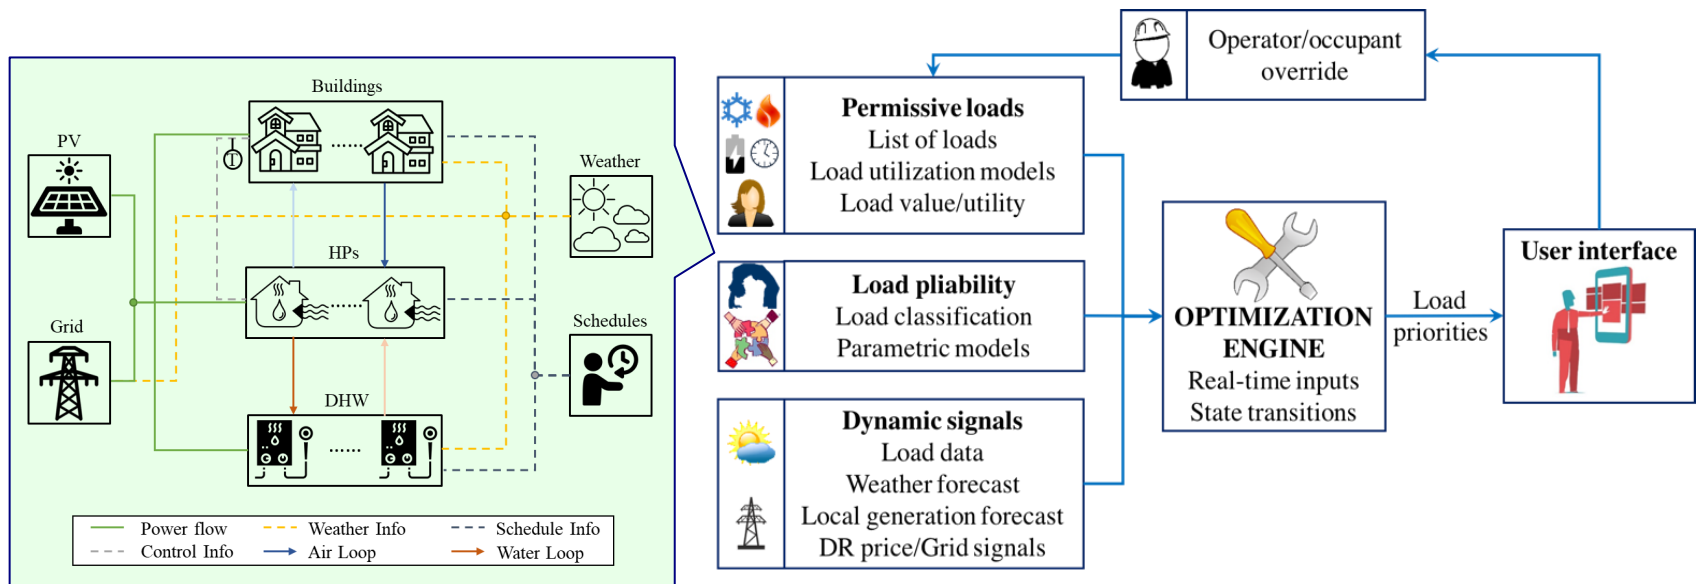 Buildings
PV
T
Weather
HPs
Grid
Schedules
DHW
Power flow
Weather Info
Schedule Info
Control Info
Air Loop
Water Loop
Operator/occupant
override
Permissive loads
List of loads
Load utilization models
Load value/utility
Load pliability
Load classification
Parametric models
Dynamic signals
Load data
Weather forecast
Local generation forecast
DR price/Grid signals
OPTIMIZATION
ENGINE
Real-time inputs
State transitions
Load
priorities
User interface